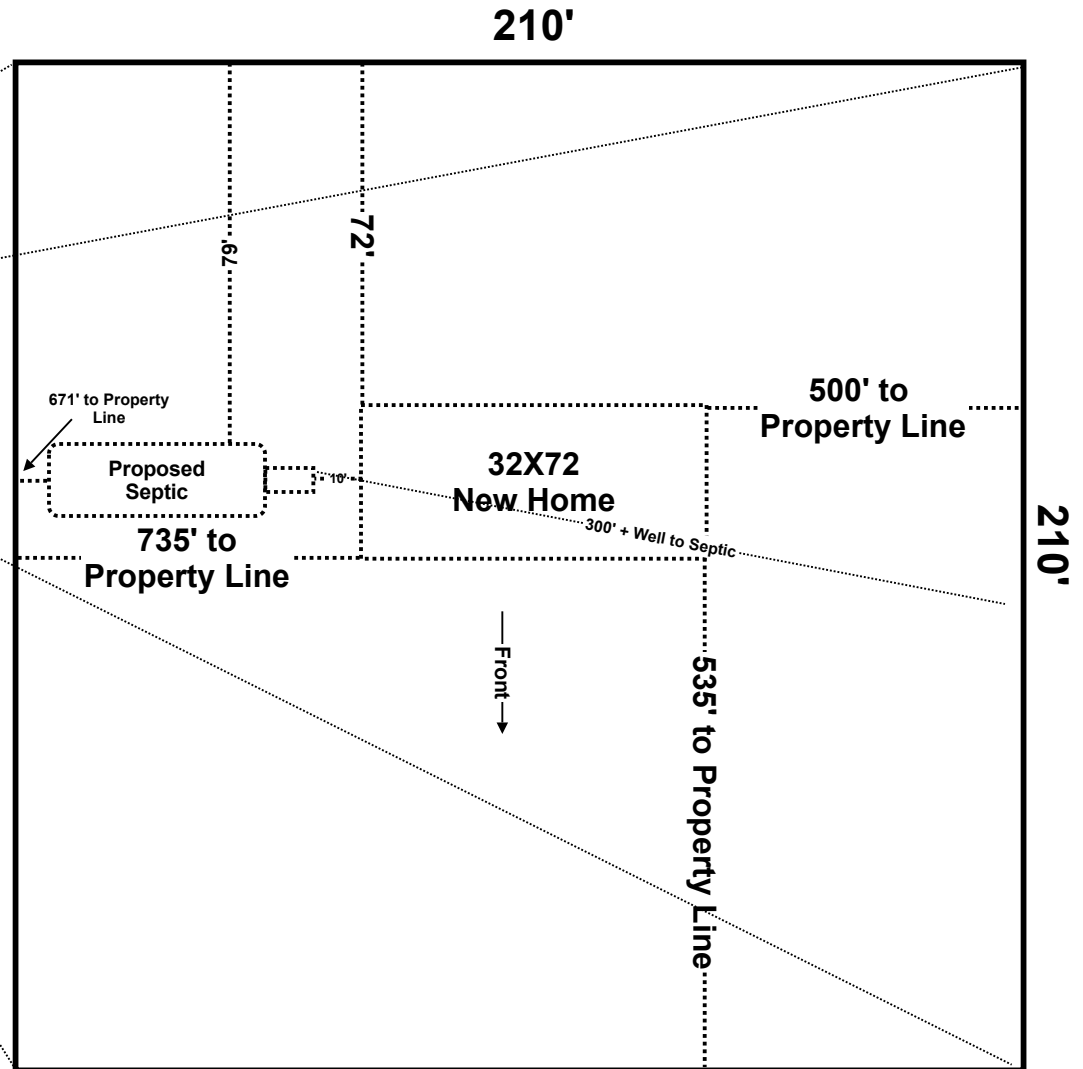 210'
79'
72'
500' to
Property Line
671' to Property
Line
Proposed
Septic
10'
32X72
New Home
300' + Well to Septic
735' to
Property Line
210'
Front
535' to Property Line